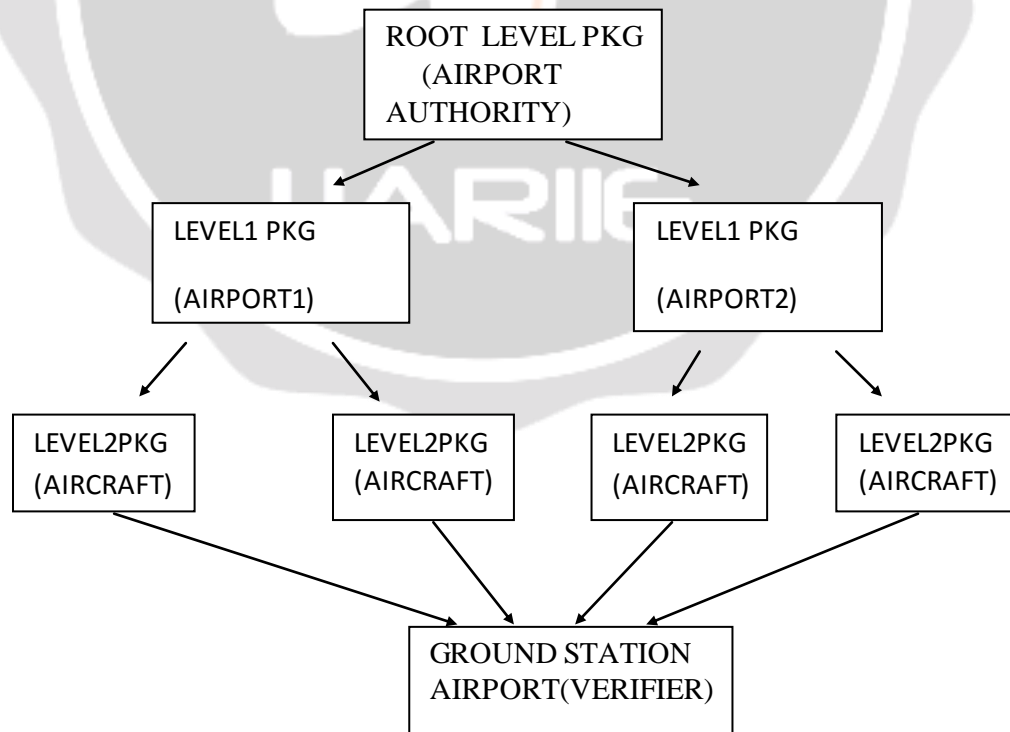 ROOT LEVEL PKG
(AIRPORT
AUTHORITY)
IJARIIE
LEVEL1 PKG
(AIRPORT1)
LEVEL1 PKG
(AIRPORT2)
LEVEL2PKG
(AIRCRAFT)
LEVEL2PKG
(AIRCRAFT)
LEVEL2PKG
(AIRCRAFT)
LEVEL2PKG
(AIRCRAFT)
GROUND STATION
AIRPORT(VERIFIER)